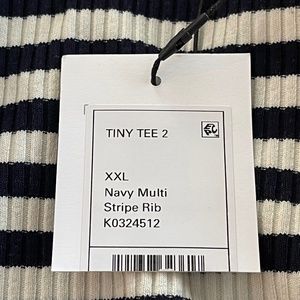 TINY TEE 2
XXL
Navy Multi
Stripe Rib
K0324512